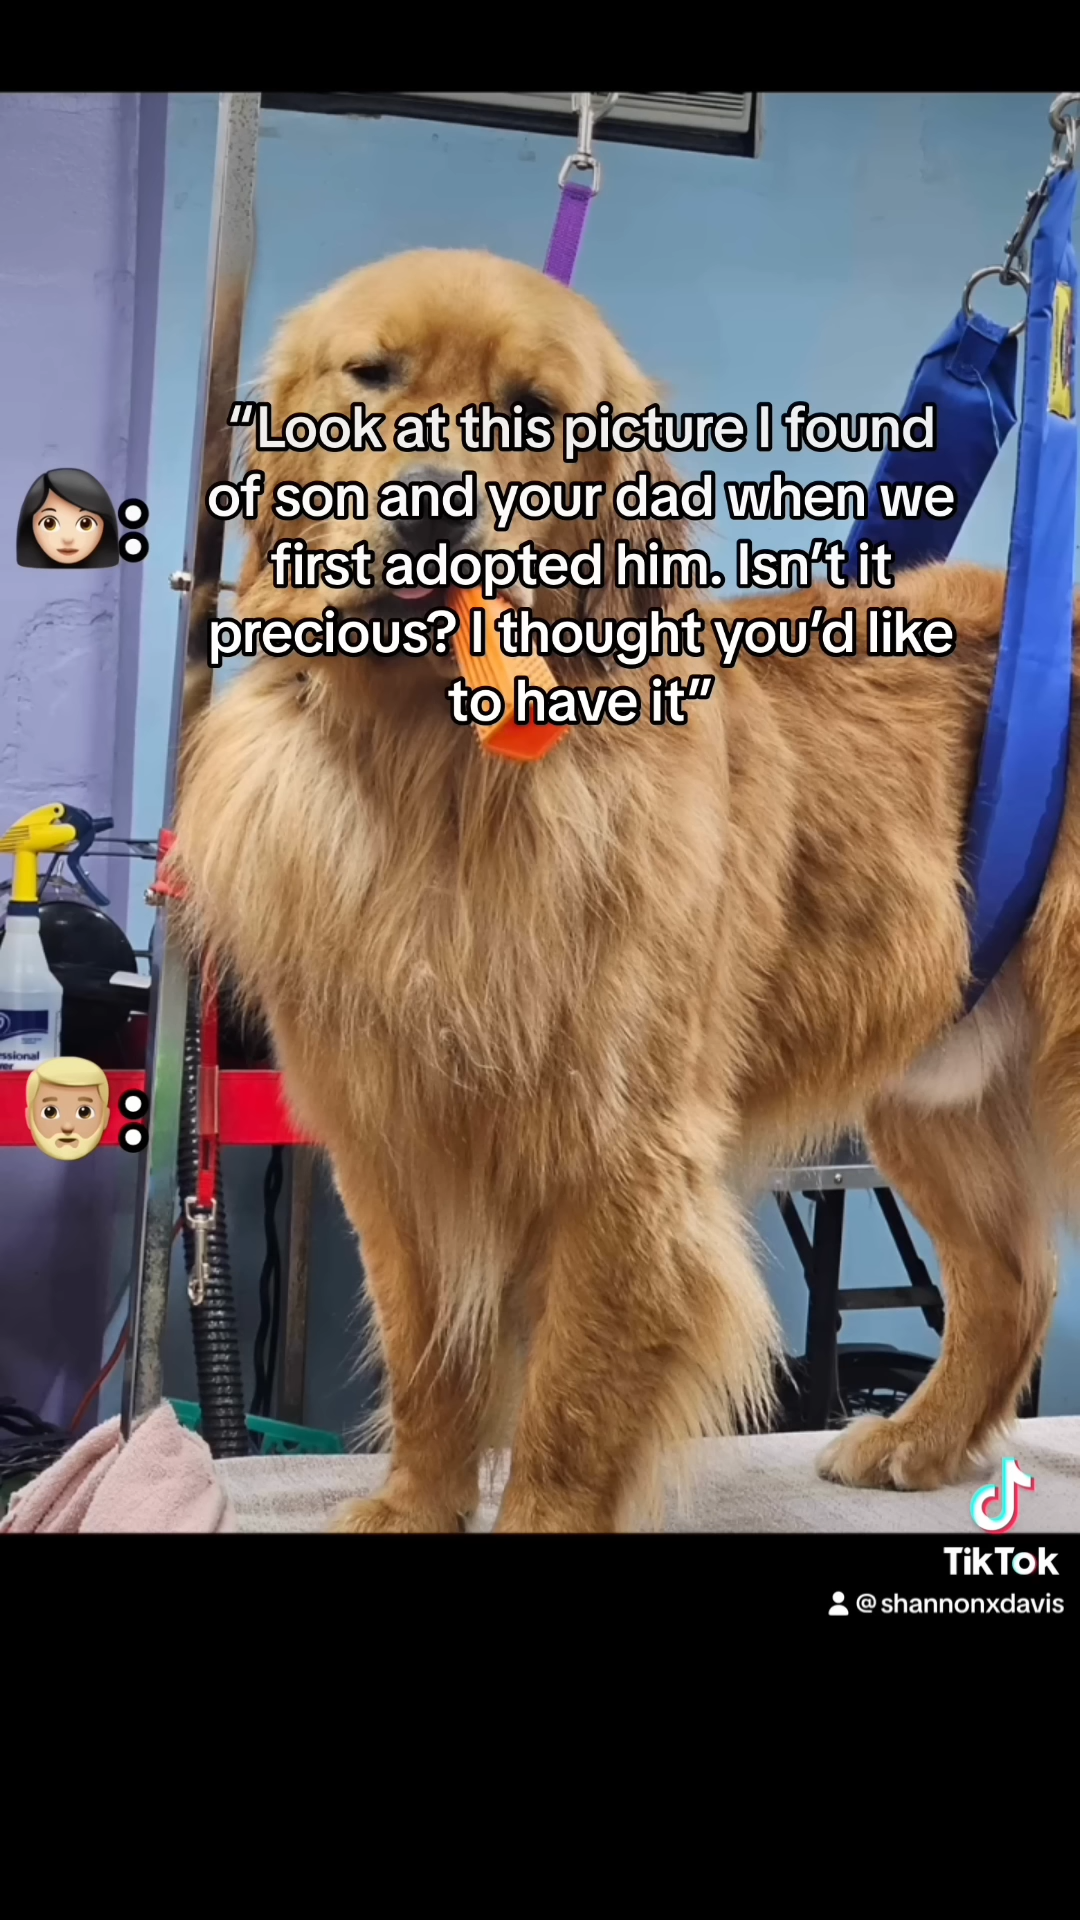 “Look at this picture I found
of son and your dad when we
first adopted him. Isn’t it
precious? I thought you’d like
to have it”
ssional
TikTok
@shannonxdavis